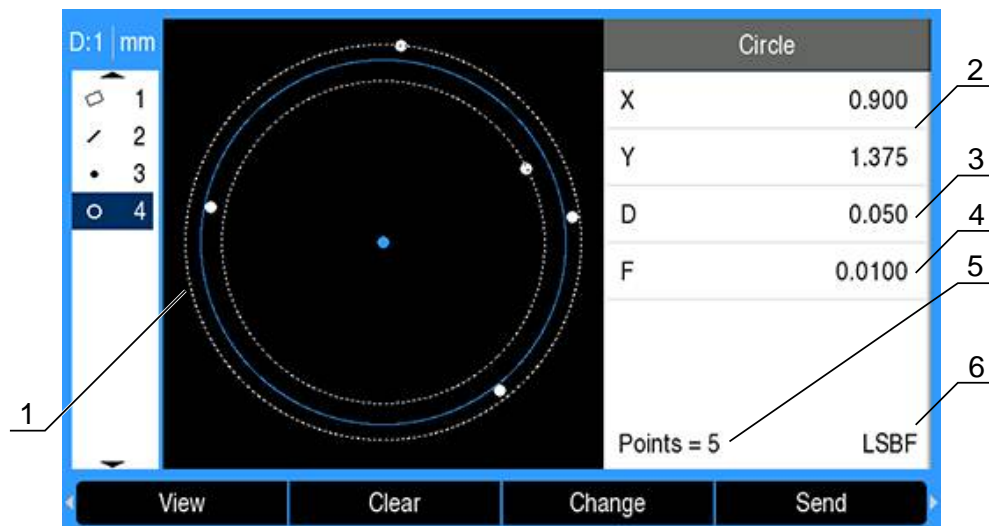 D:1 mm
1
2
3
4
Circle
X 0.900
Y 1.375
D 0.050
F 0.0100
Points = 5 LSBF
View Clear Change Send
1
2
3
4
5
6